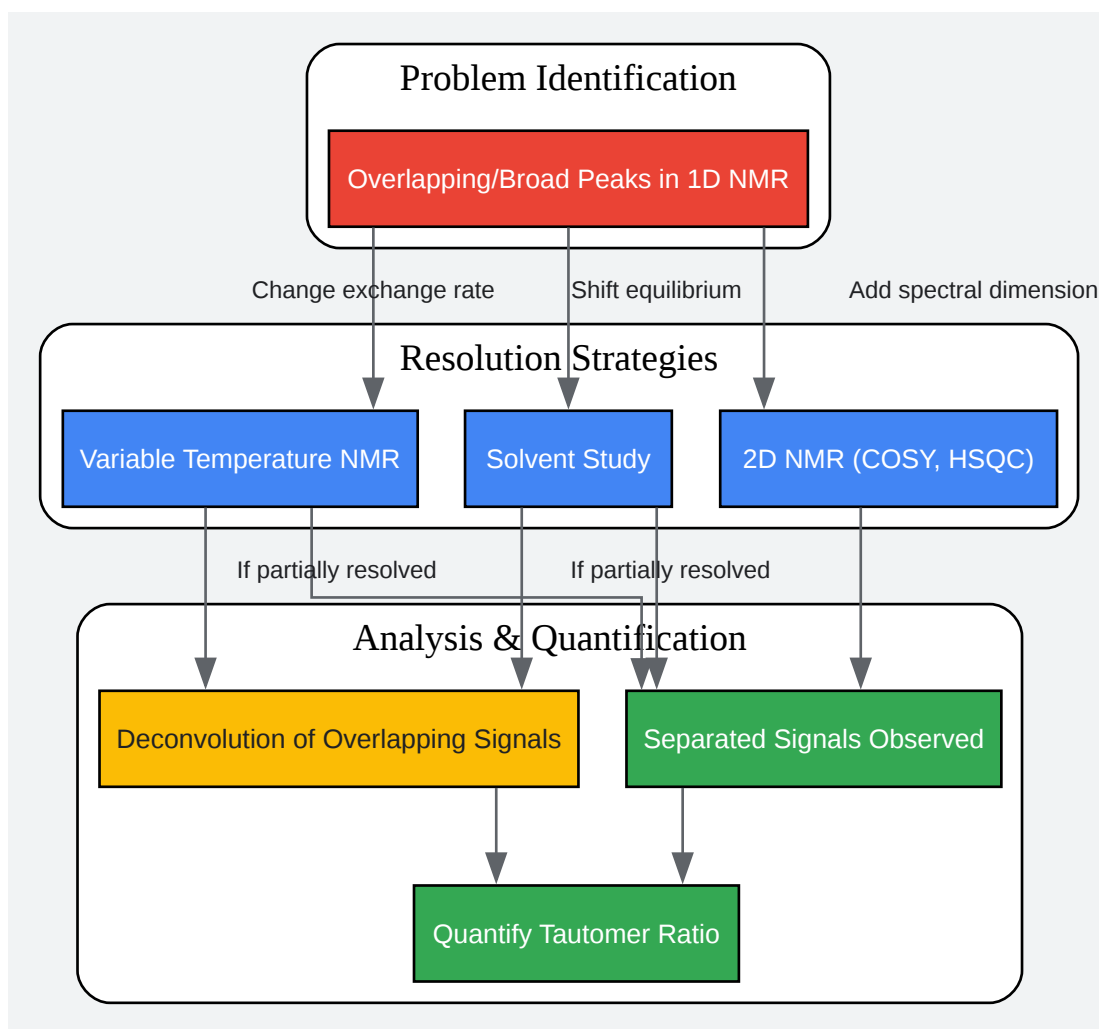 Problem Identification
Overlapping/Broad Peaks in 1D NMR
Change exchange rate
Shift equilibrium
Add spectral dimension
Resolution Strategies
Variable Temperature NMR
Solvent Study
2D NMR (COSY, HSQC)
If partially resolved
If partially resolved
Analysis & Quantification
Deconvolution of Overlapping Signals
Separated Signals Observed
Quantify Tautomer Ratio